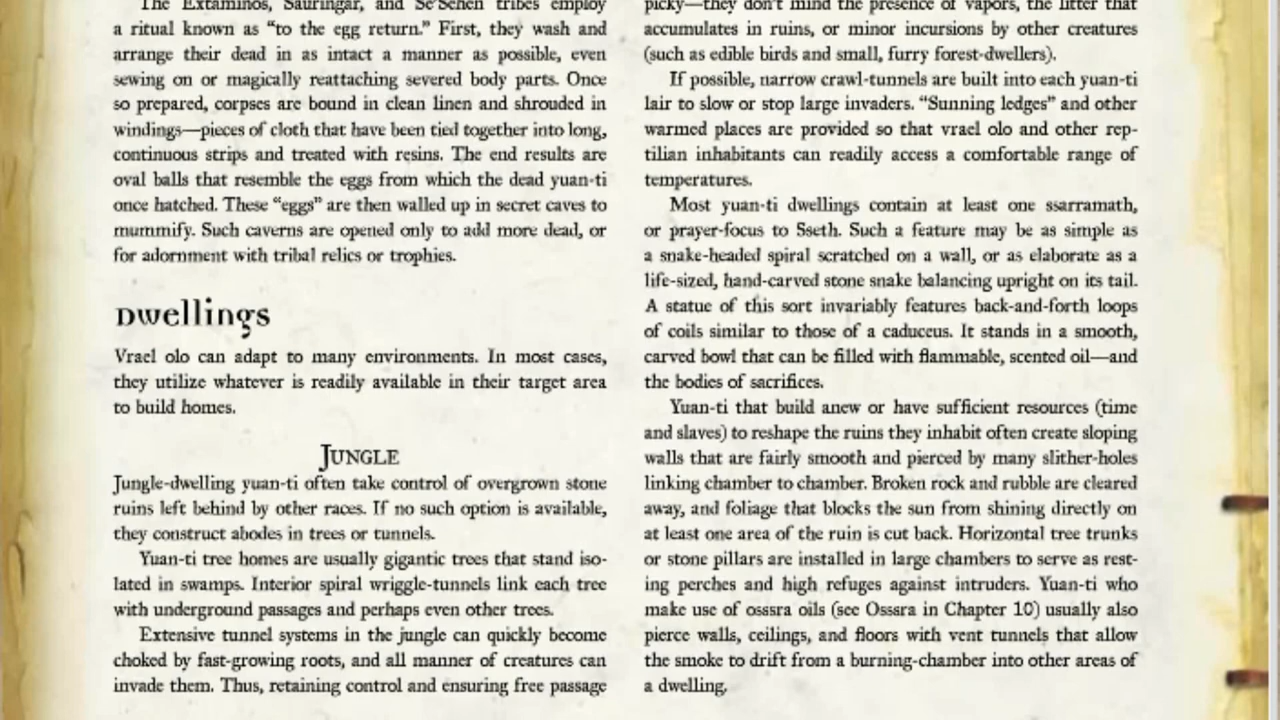 The Extaminos, Sauringar, and Se'Sehen tribes employ
a ritual known as “to the egg return.” First, they wash and
arrange their dead in as intact a manner as possible, even
sewing on or magically reattaching severed body parts. Once
so prepared, corpses are bound in clean linen and shrouded in
windings—pieces of cloth that have been tied together into long,
continuous strips and treated with resins. The end results are
oval balls that resemble the eggs from which the dead yuan-ti
once hatched. These “eggs” are then walled up in secret caves to
mummify. Such caverns are opened only to add more dead, or
for adornment with tribal relics or trophies.
Dwellings
Vrael olo can adapt to many environments. In most cases,
they utilize whatever is readily available in their target area
to build homes.
Jungle
Jungle-dwelling yuan-ti often take control of overgrown stone
ruins left behind by other races. If no such option is available,
they construct abodes in trees or tunnels.
Yuan-ti tree homes are usually gigantic trees that stand iso-
lated in swamps. Interior spiral wriggle-tunnels link each tree
with underground passages and perhaps even other trees.
Extensive tunnel systems in the jungle can quickly become
choked by fast-growing roots, and all manner of creatures can
invade them. Thus, retaining control and ensuring free passage
picky—they don't mind the presence of vapors, the litter that
accumulates in ruins, or minor incursions by other creatures
(such as edible birds and small, furry forest-dwellers).
If possible, narrow crawl-tunnels are built into each yuan-ti
lair to slow or stop large invaders. “Sunning ledges” and other
warmed places are provided so that vrael olo and other rep-
tilian inhabitants can readily access a comfortable range of
temperatures.
Most yuan-ti dwellings contain at least one ssarramath,
or prayer-focus to Sseth. Such a feature may be as simple as
a snake-headed spiral scratched on a wall, or as elaborate as a
life-sized, hand-carved stone snake balancing upright on its tail.
A statue of this sort invariably features back-and-forth loops
of coils similar to those of a caduceus. It stands in a smooth,
carved bowl that can be filled with flammable, scented oil—and
the bodies of sacrifices.
Yuan-ti that build anew or have sufficient resources (time
and slaves) to reshape the ruins they inhabit often create sloping
walls that are fairly smooth and pierced by many slither-holes
linking chamber to chamber. Broken rock and rubble are cleared
away, and foliage that blocks the sun from shining directly on
at least one area of the ruin is cut back. Horizontal tree trunks
or stone pillars are installed in large chambers to serve as rest-
ing perches and high refuges against intruders. Yuan-ti who
make use of osssra oils (see Osssra in Chapter 10) usually also
pierce walls, ceilings, and floors with vent tunnels that allow
the smoke to drift from a burning-chamber into other areas of
a dwelling.